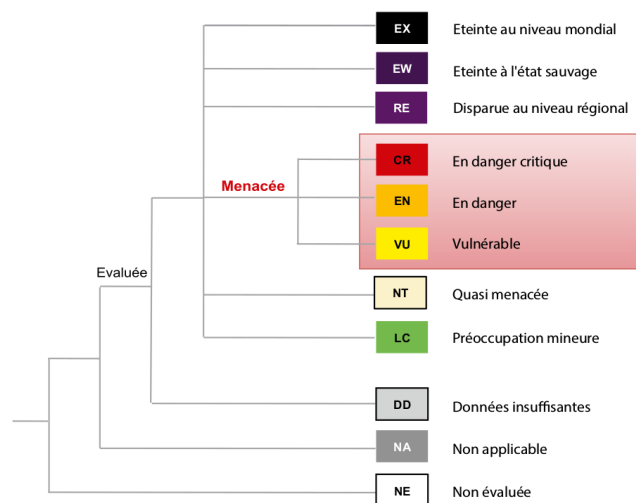 EX Eteinte au niveau mondial
EW Eteinte à l'état sauvage
RE Disparue au niveau régional
CR En danger critique
Menacée
EN En danger
VU Vulnérable
Evaluée
NT Quasi menacée
LC Préoccupation mineure
DD Données insuffisantes
NA Non applicable
NE Non évaluée